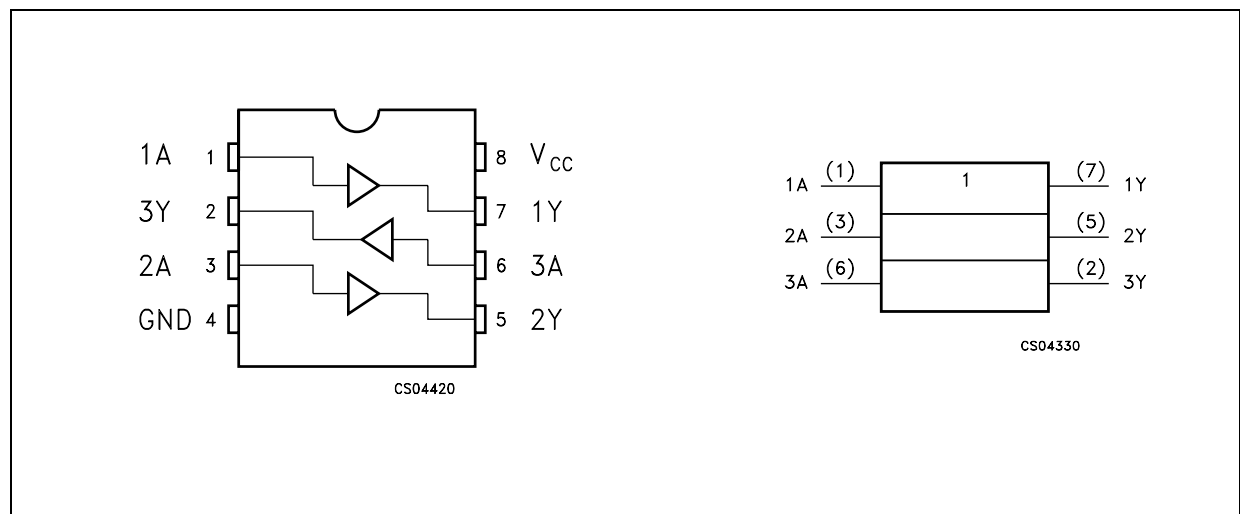 1A 1 8 VCC
3Y 2 7 1Y
2A 3 6 3A
GND 4 5 2Y
CS04420
1A (1) 1 (7) 1Y
2A (3) (5) 2Y
3A (6) (2) 3Y
CS04330